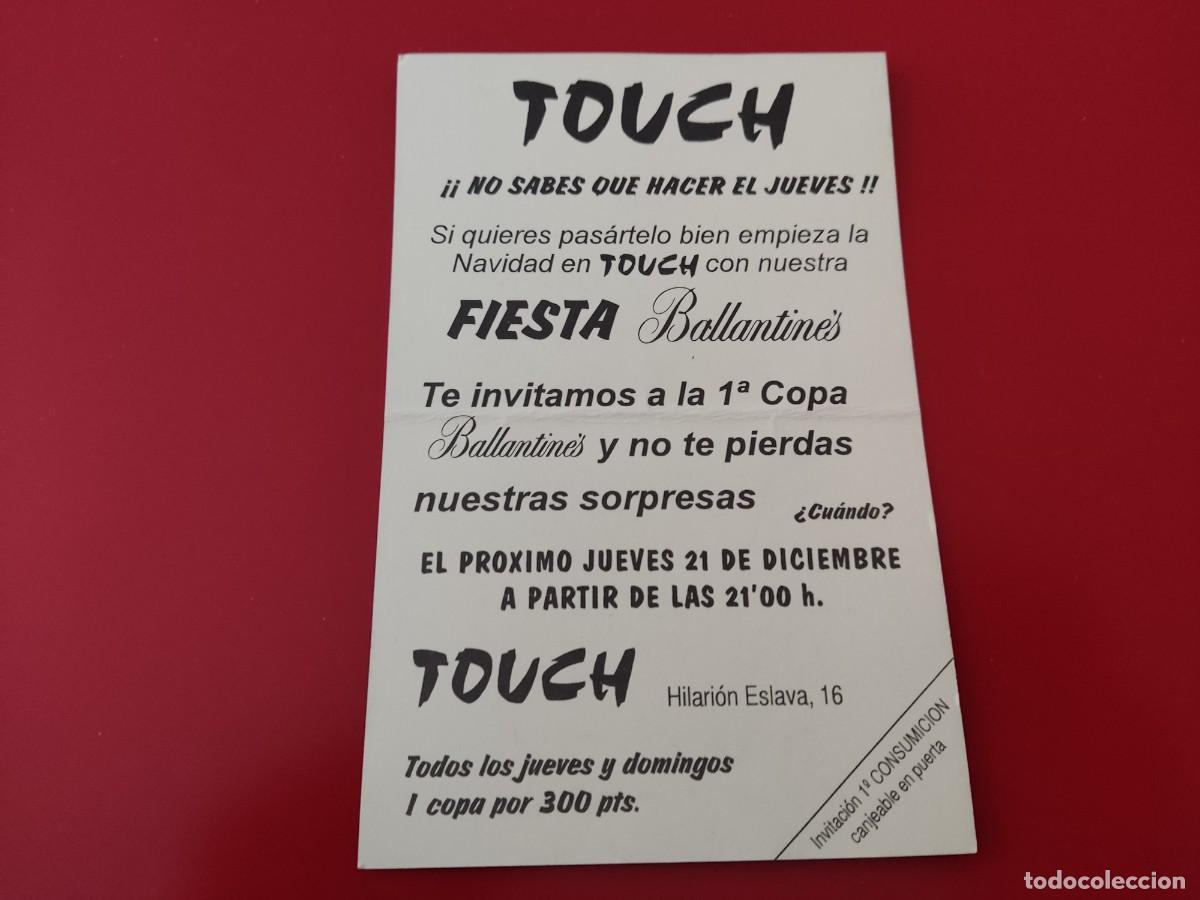 TOUCH
¡¡ NO SABES QUE HACER EL JUEVES !!
Si quieres pasártelo bien empieza la
Navidad en TOUCH con nuestra
FIESTA Ballantine's
Te invitamos a la 1ª Copa
Ballantine's y no te pierdas
nuestras sorpresas ¿Cuándo?
EL PROXIMO JUEVES 21 DE DICIEMBRE
A PARTIR DE LAS 21'00 h.
TOUCH Hilarión Eslava, 16
Todos los jueves y domingos
1 copa por 300 pts.
Invitación 1ª CONSUMICION
canjeable en puerta
todocoleccion